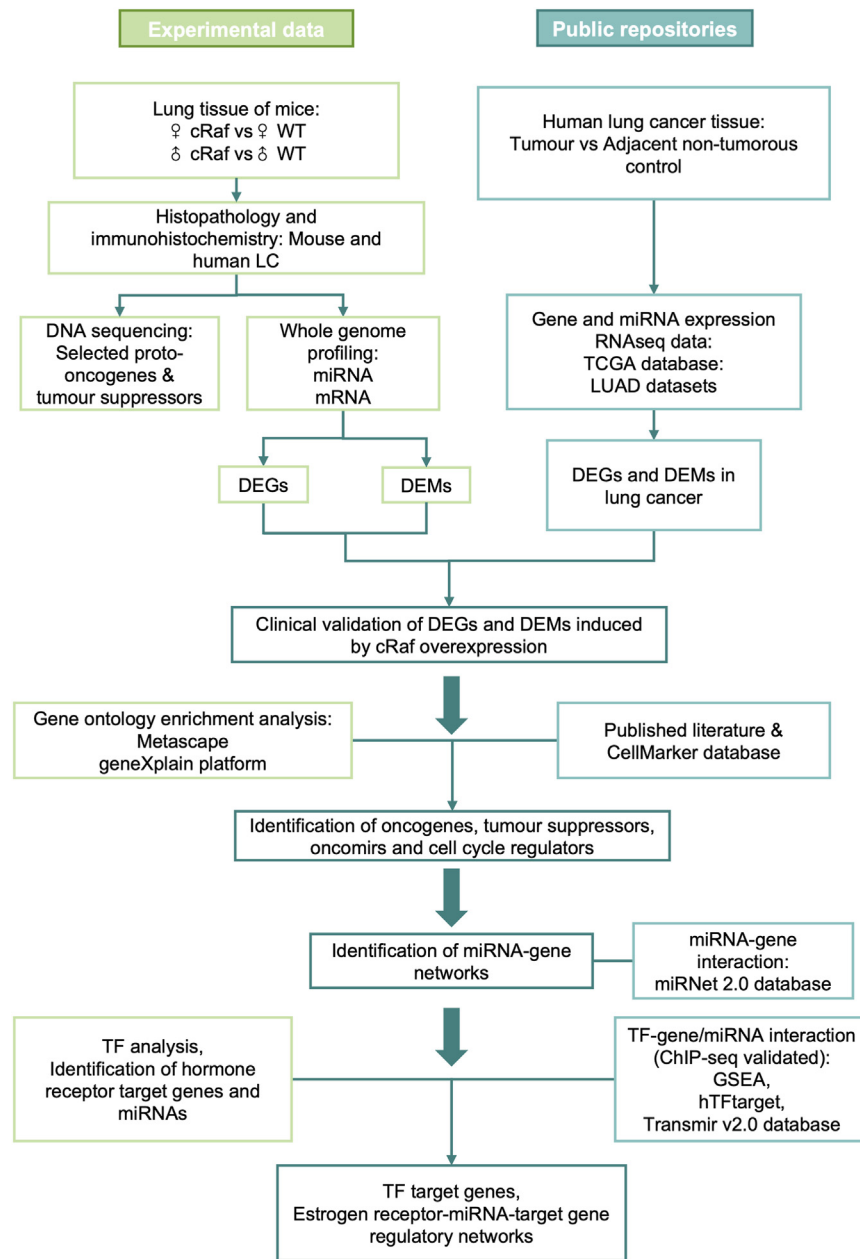 Experimental data
Public repositories
Lung tissue of mice:
♀ cRaf vs ♀ WT
♂ cRaf vs ♂ WT
Human lung cancer tissue:
Tumour vs Adjacent non-tumorous
control
Histopathology and
immunohistochemistry: Mouse and
human LC
DNA sequencing:
Selected proto-
oncogenes &
tumour suppressors
Whole genome
profiling:
miRNA
mRNA
Gene and miRNA expression
RNAseq data:
TCGA database:
LUAD datasets
DEGs
DEMs
DEGs and DEMs in
lung cancer
Clinical validation of DEGs and DEMs induced
by cRaf overexpression
Gene ontology enrichment analysis:
Metascape
geneXplain platform
Published literature &
CellMarker database
Identification of oncogenes, tumour suppressors,
oncomirs and cell cycle regulators
Identification of miRNA-gene
networks
miRNA-gene
interaction:
miRNet 2.0 database
TF analysis,
Identification of hormone
receptor target genes and
miRNAs
TF-gene/miRNA interaction
(ChIP-seq validated):
GSEA,
hTFtarget,
Transmir v2.0 database
TF target genes,
Estrogen receptor-miRNA-target gene
regulatory networks